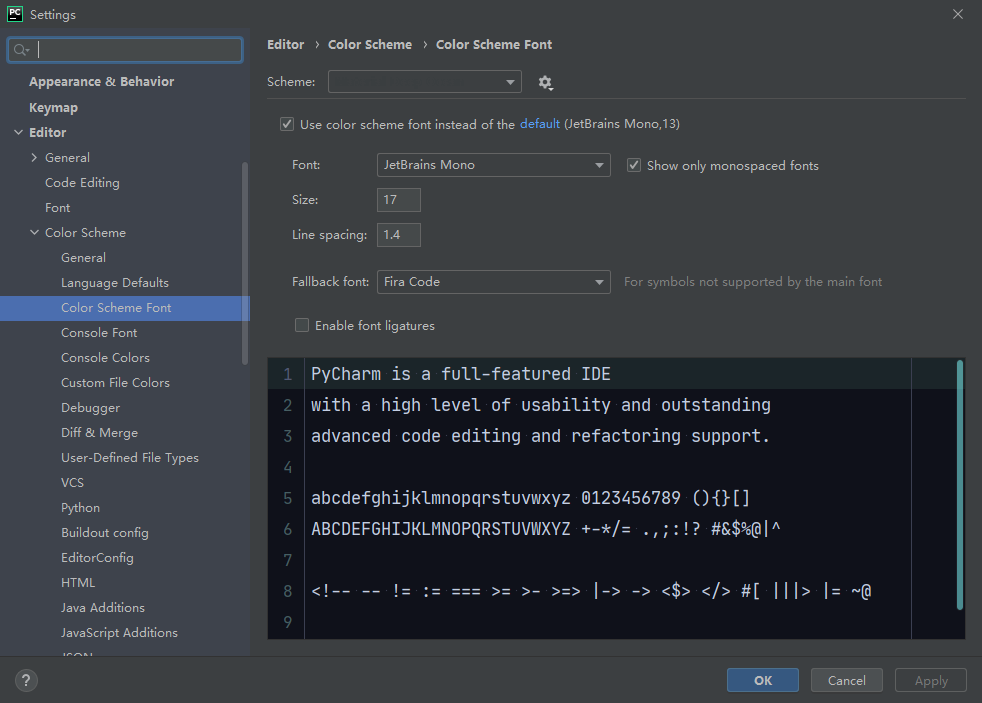 PC Settings
Appearance & Behavior
Keymap
Editor
General
Code Editing
Font
Color Scheme
General
Language Defaults
Color Scheme Font
Console Font
Console Colors
Custom File Colors
Debugger
Diff & Merge
User-Defined File Types
VCS
Python
Buildout config
EditorConfig
HTML
Java Additions
JavaScript Additions
JSON
Editor › Color Scheme › Color Scheme Font
Scheme:
Use color scheme font instead of the default (JetBrains Mono,13)
Font: JetBrains Mono Show only monospaced fonts
Size: 17
Line spacing: 1.4
Fallback font: Fira Code For symbols not supported by the main font
Enable font ligatures
1 PyCharm is a full-featured IDE
2 with a high level of usability and outstanding
3 advanced code editing and refactoring support.
4
5 abcdefghijklmnopqrstuvwxyz 0123456789 (){}[]
6 ABCDEFGHIJKLMNOPQRSTUVWXYZ +-*/= .,;:!? #&$%@|^
7
8 <!-- -- != := === >= >- >=> |-> -> <$> </> #[ |||> |= ~@
9
? OK Cancel Apply